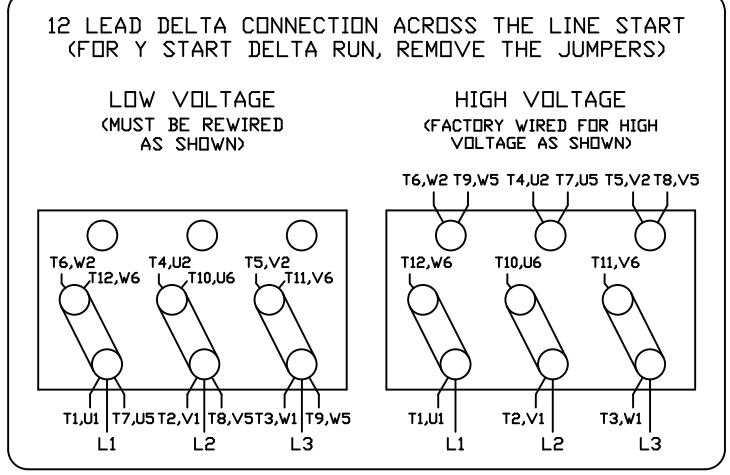 12 LEAD DELTA CONNECTION ACROSS THE LINE START
(FOR Y START DELTA RUN, REMOVE THE JUMPERS)
LOW VOLTAGE
(MUST BE REWIRED
AS SHOWN)
T6,W2 T4,U2 T5,V2
T12,W6 T10,U6 T11,V6
T1,U1 T7,U5 T2,V1 T8,V5 T3,W1 T9,W5
L1 L2 L3
HIGH VOLTAGE
(FACTORY WIRED FOR HIGH
VOLTAGE AS SHOWN)
T6,W2 T9,W5 T4,U2 T7,U5 T5,V2 T8,V5
T12,W6 T10,U6 T11,V6
T1,U1 T2,V1 T3,W1
L1 L2 L3